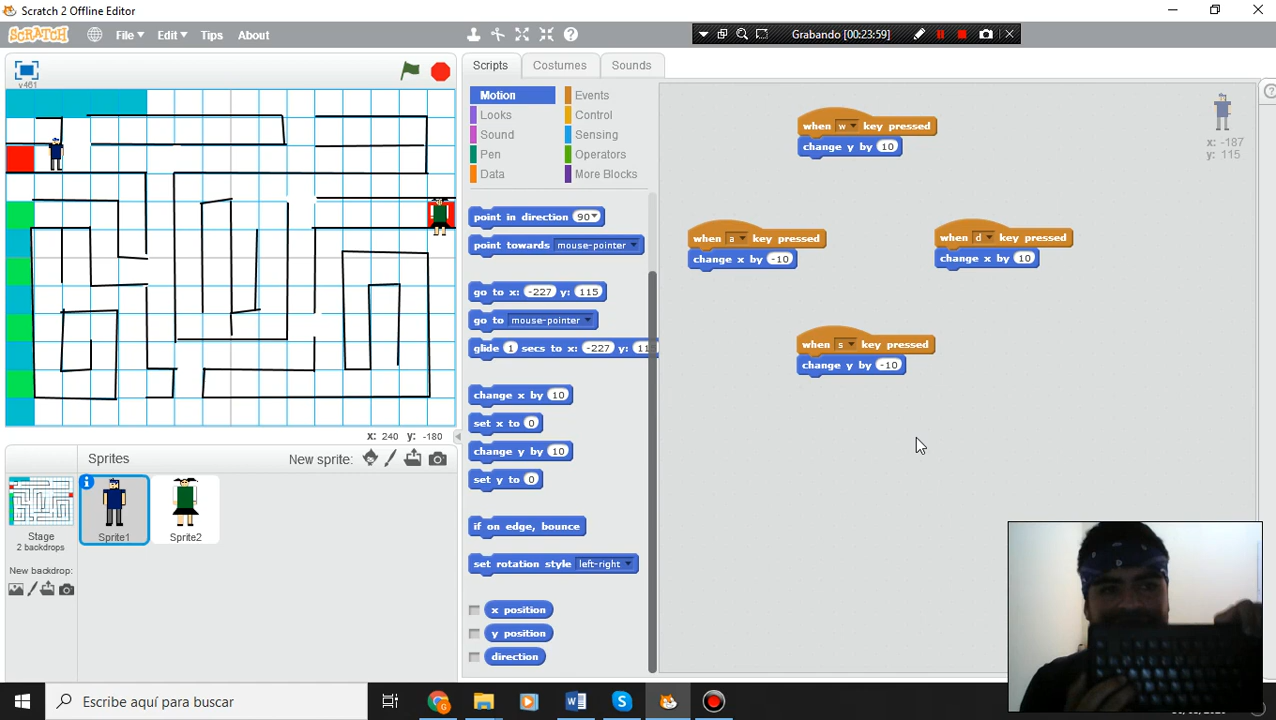 Scratch 2 Offline Editor
SCRATCH File Edit Tips About
Grabando [00:23:59]
v461
Scripts Costumes Sounds
Motion Events
Looks Control
Sound Sensing
Pen Operators
Data More Blocks
point in direction 90
point towards mouse-pointer
go to x: -227 y: 115
go to mouse-pointer
glide 1 secs to x: -227 y:
change x by 10
set x to 0
change y by 10
set y to 0
if on edge, bounce
set rotation style left-right
x position
y position
direction
when w key pressed
change y by 10
when a key pressed
change x by -10
when d key pressed
change x by 10
when s key pressed
change y by -10
x: -187
y: 115
x: 240 y: -180
Sprites New sprite:
Stage
2 backdrops
New backdrop:
Sprite1
Sprite2
Escribe aquí para buscar